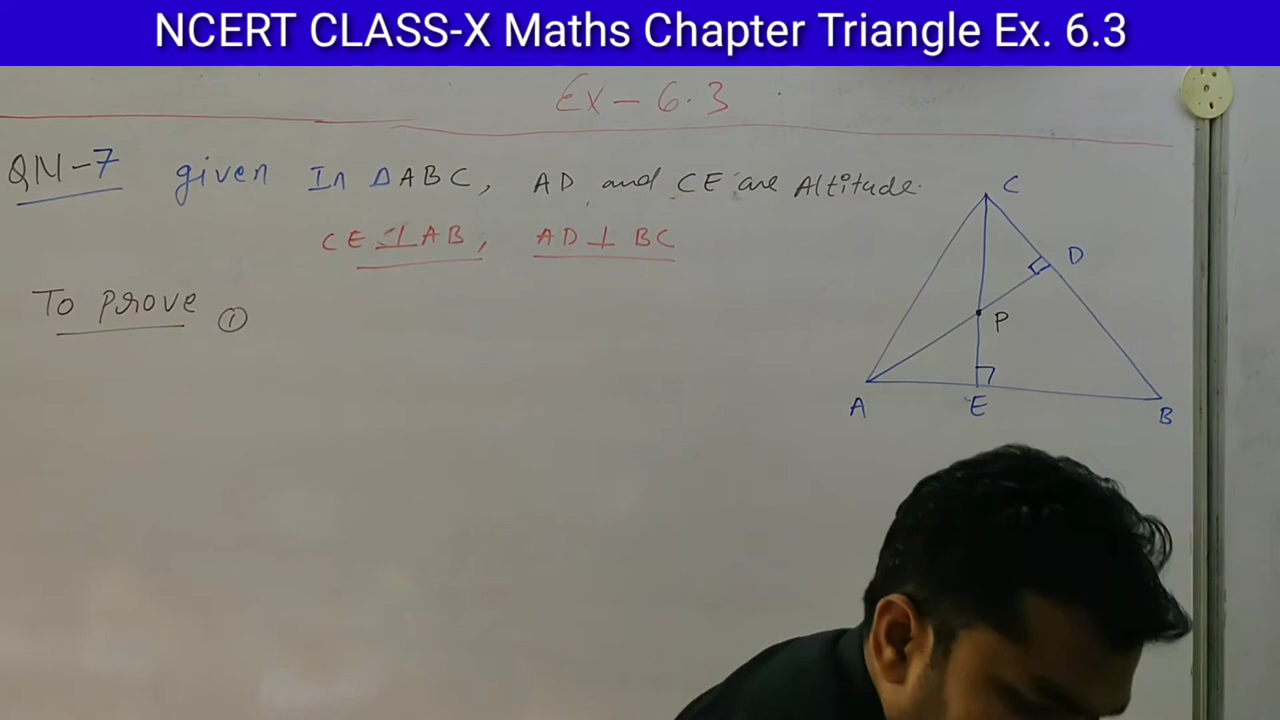 NCERT CLASS-X Maths Chapter Triangle Ex. 6.3
Ex - 6.3
QN-7 given In ΔABC, AD and CE are Altitude.
CE ⊥ AB, AD ⊥ BC
To prove ①
C
D
P
A
E
B